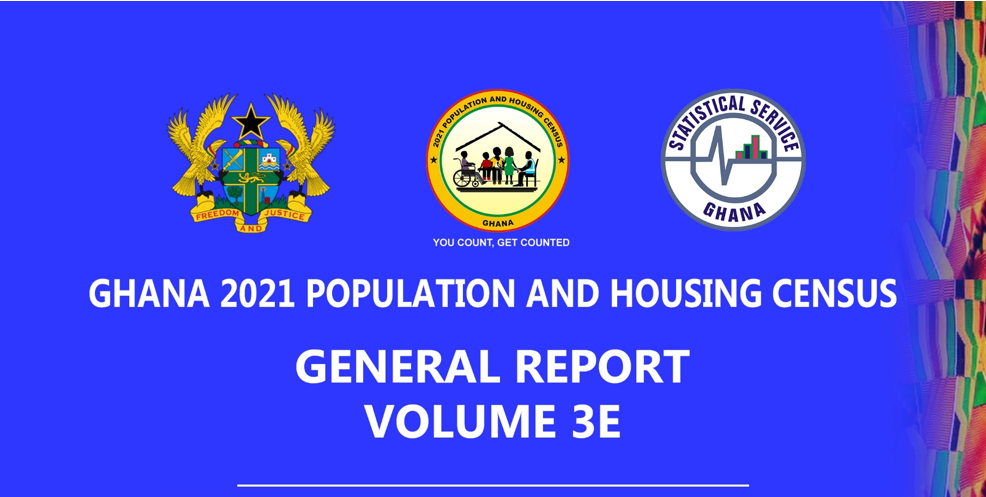 FREEDOM AND JUSTICE
2021 POPULATION AND HOUSING CENSUS
GHANA
STATISTICAL SERVICE
GHANA
YOU COUNT, GET COUNTED
GHANA 2021 POPULATION AND HOUSING CENSUS
GENERAL REPORT
VOLUME 3E